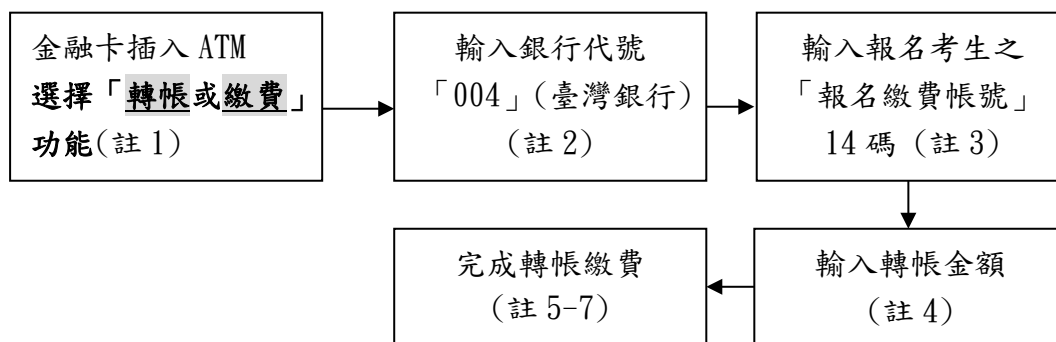 金融卡插入 ATM
選擇「轉帳或繳費」
功能(註 1)
輸入銀行代號
「004」(臺灣銀行)
(註 2)
輸入報名考生之
「報名繳費帳號」
14 碼 (註 3)
輸入轉帳金額
(註 4)
完成轉帳繳費
(註 5-7)